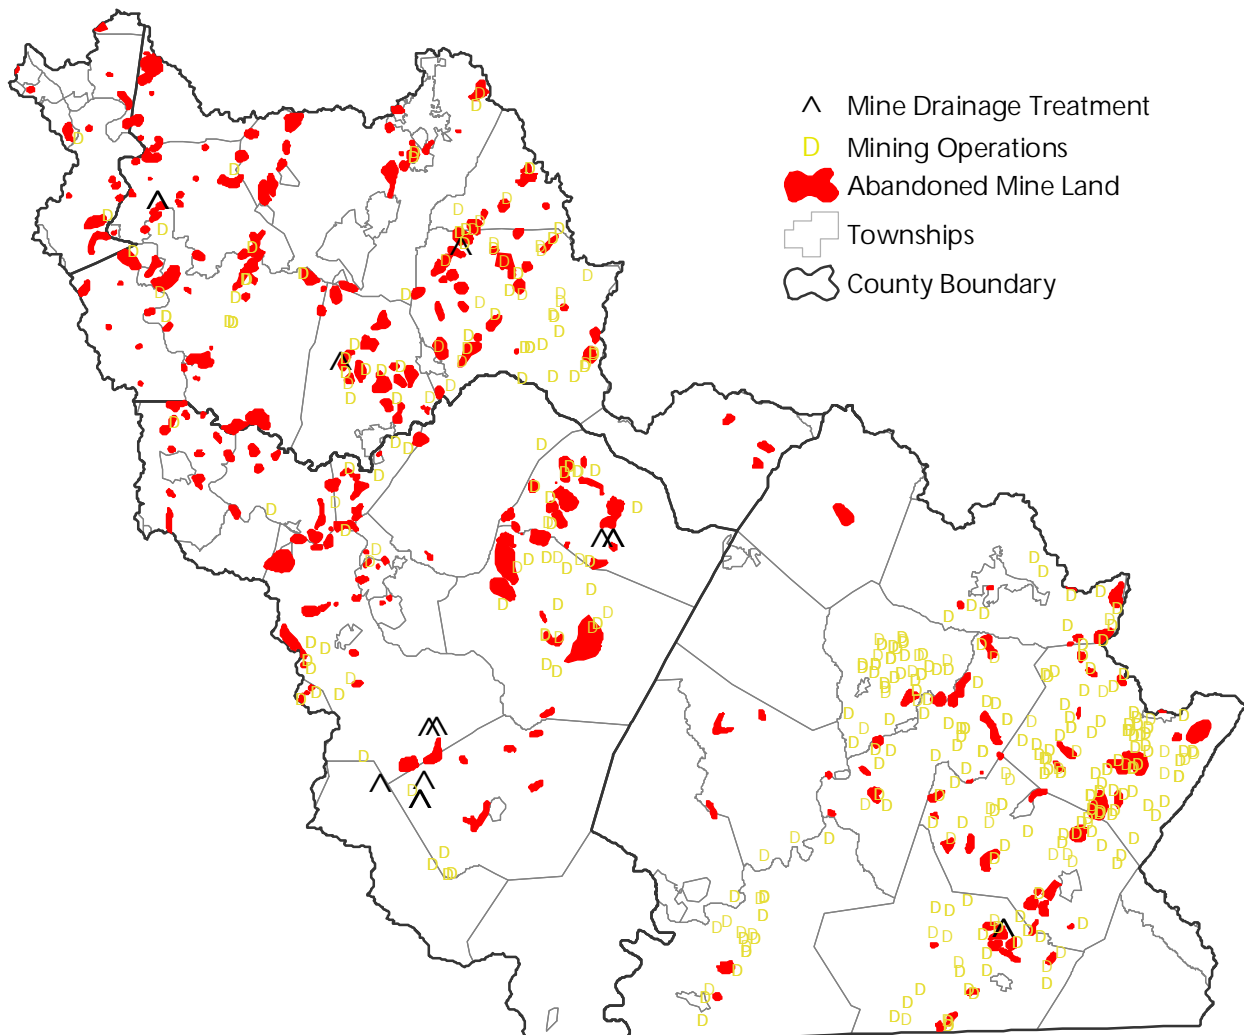 Mine Drainage Treatment
D Mining Operations
Abandoned Mine Land
Townships
County Boundary